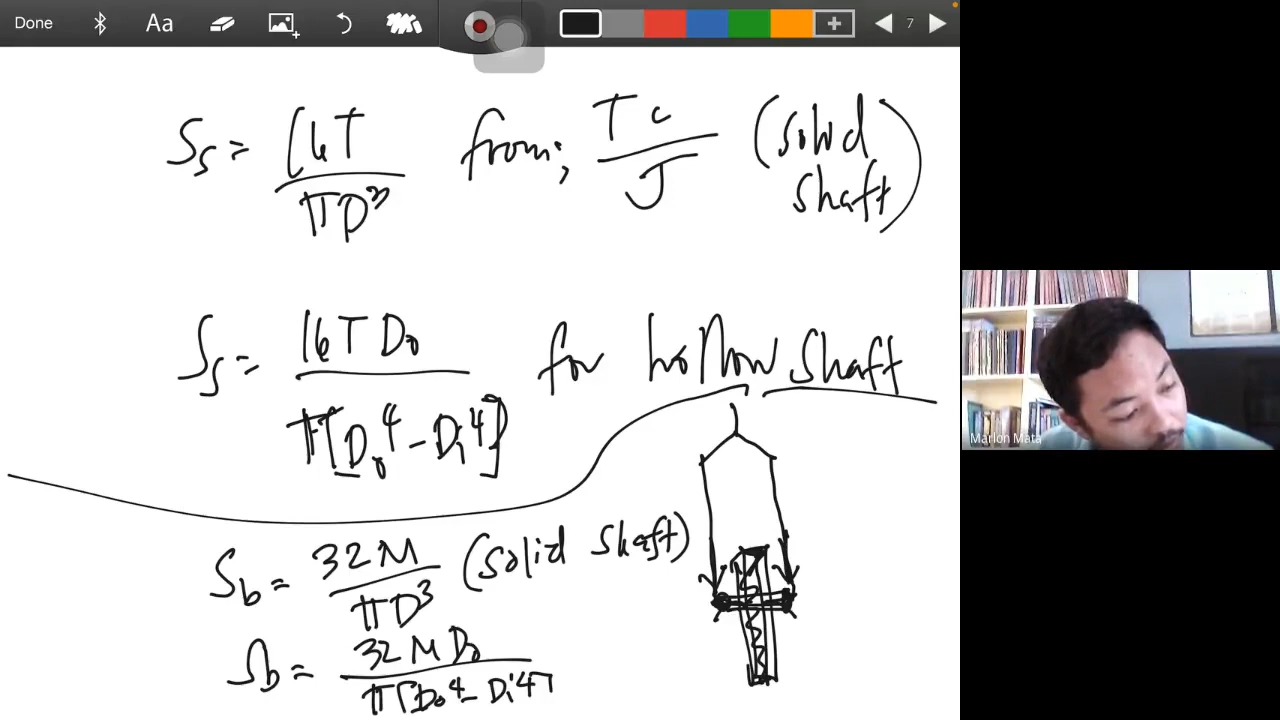 Done Aa 7
Ss = 16T / πD³ from; Tc / J (solid shaft)
Ss = 16TDo / π[Do⁴ - Di⁴] for hollow shaft
Marlon Mata
Sb = 32M / πD³ (solid shaft)
Sb = 32MDo / π[Do⁴ - Di⁴]